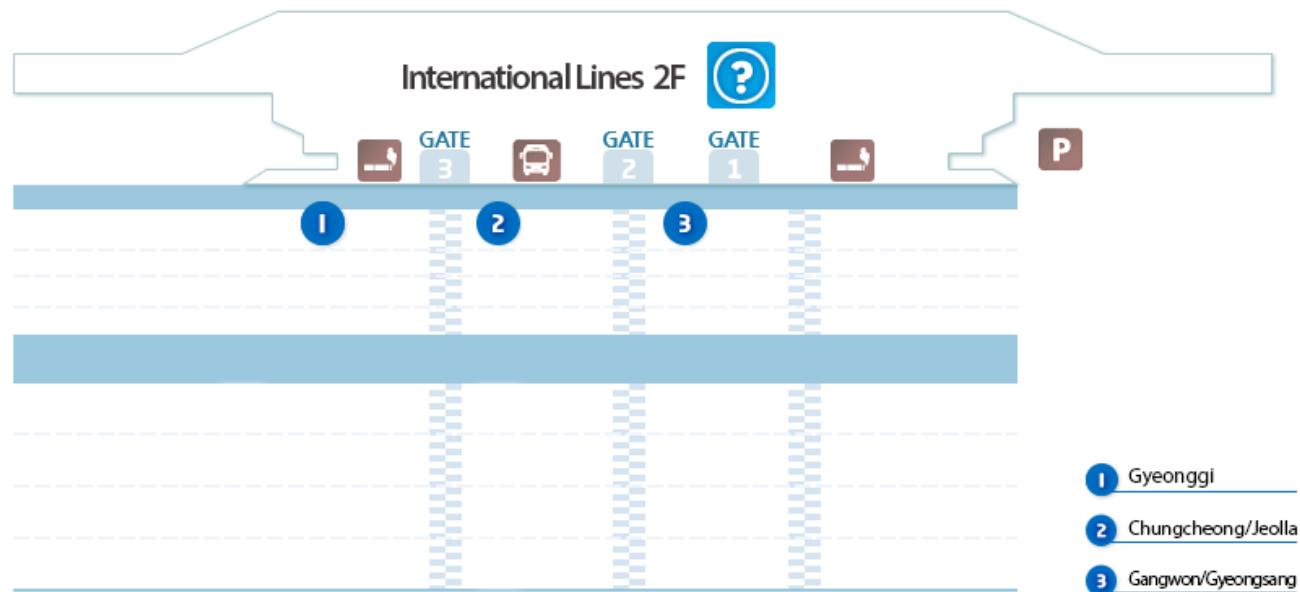 International Lines 2F ?
GATE GATE GATE
3 2 1
P
1 2 3
1 Gyeonggi
2 Chungcheong/Jeolla
3 Gangwon/Gyeongsang